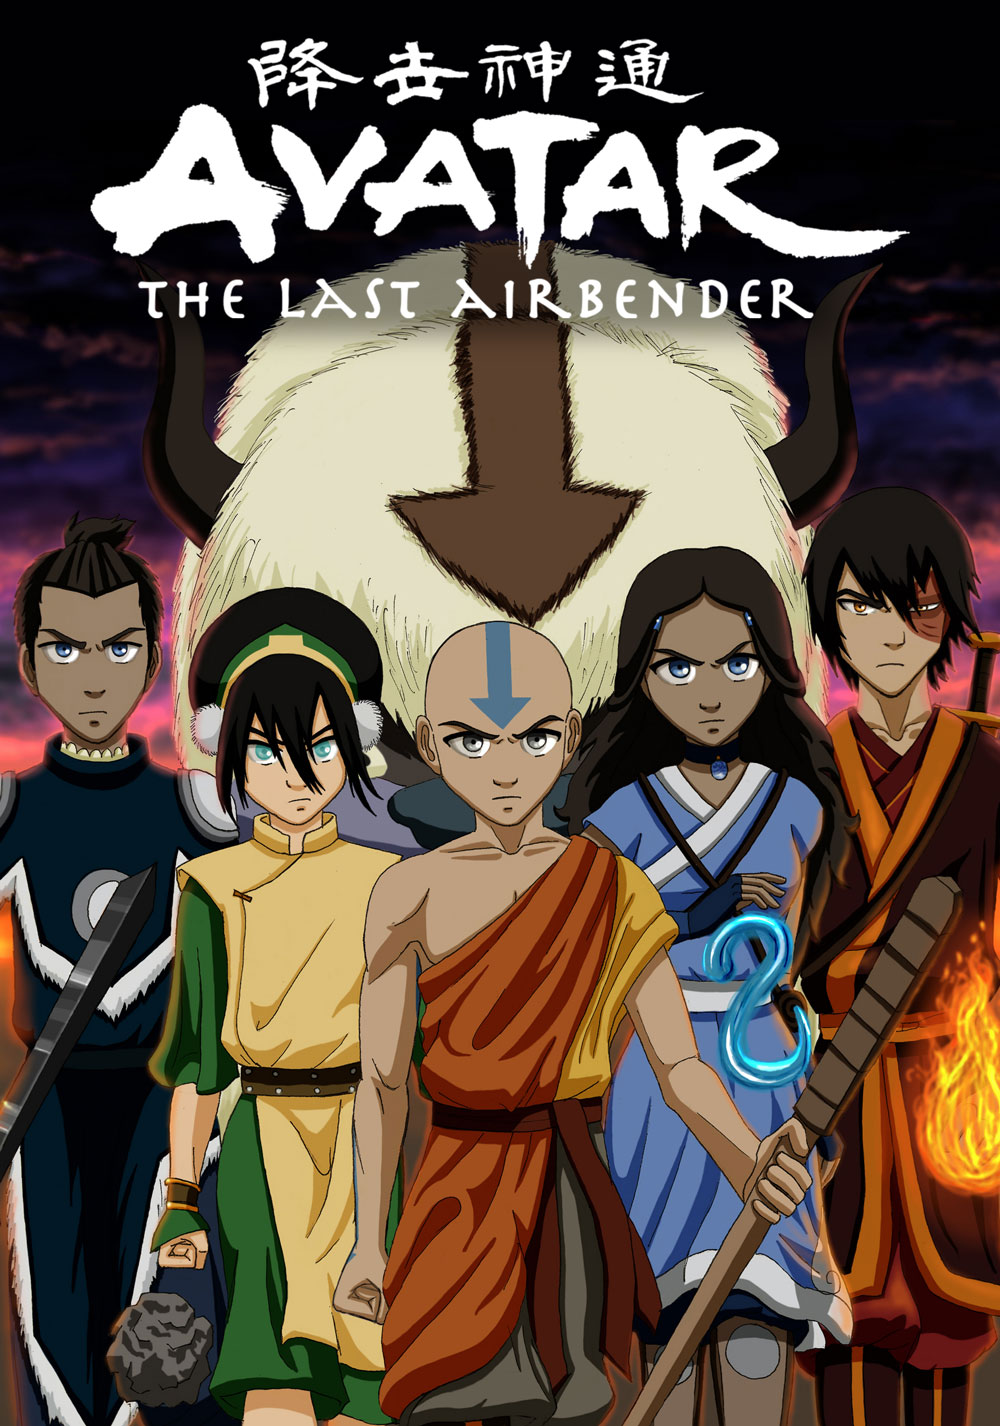 降世神通
AVATAR
THE LAST AIRBENDER